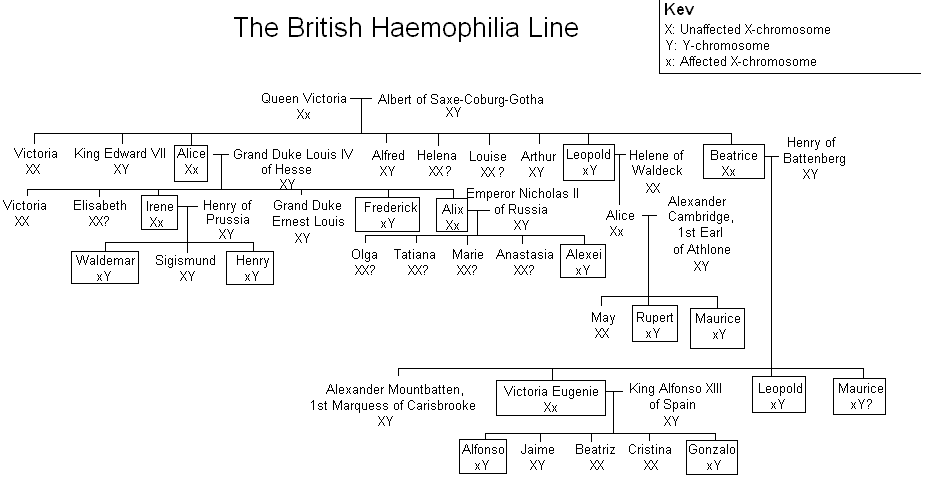 The British Haemophilia Line
Kev
X: Unaffected X-chromosome
Y: Y-chromosome
x: Affected X-chromosome
Queen Victoria
Xx
Albert of Saxe-Coburg-Gotha
XY
Victoria
XX
King Edward VII
XY
Alice
Xx
Grand Duke Louis IV
of Hesse
XY
Alfred
XY
Helena
XX?
Louise
XX ?
Arthur
XY
Leopold
xY
Helene of
Waldeck
XX
Beatrice
Xx
Henry of
Battenberg
XY
Victoria
XX
Elisabeth
XX?
Irene
Xx
Henry of
Prussia
XY
Grand Duke
Ernest Louis
XY
Frederick
xY
Alix
Xx
Emperor Nicholas II
of Russia
XY
Alice
Xx
Alexander
Cambridge,
1st Earl
of Athlone
XY
Waldemar
xY
Sigismund
XY
Henry
xY
Olga
XX?
Tatiana
XX?
Marie
XX?
Anastasia
XX?
Alexei
xY
May
XX
Rupert
xY
Maurice
xY
Alexander Mountbatten,
1st Marquess of Carisbrooke
XY
Victoria Eugenie
Xx
King Alfonso XIII
of Spain
XY
Leopold
xY
Maurice
xY?
Alfonso
xY
Jaime
XY
Beatriz
XX
Cristina
XX
Gonzalo
xY